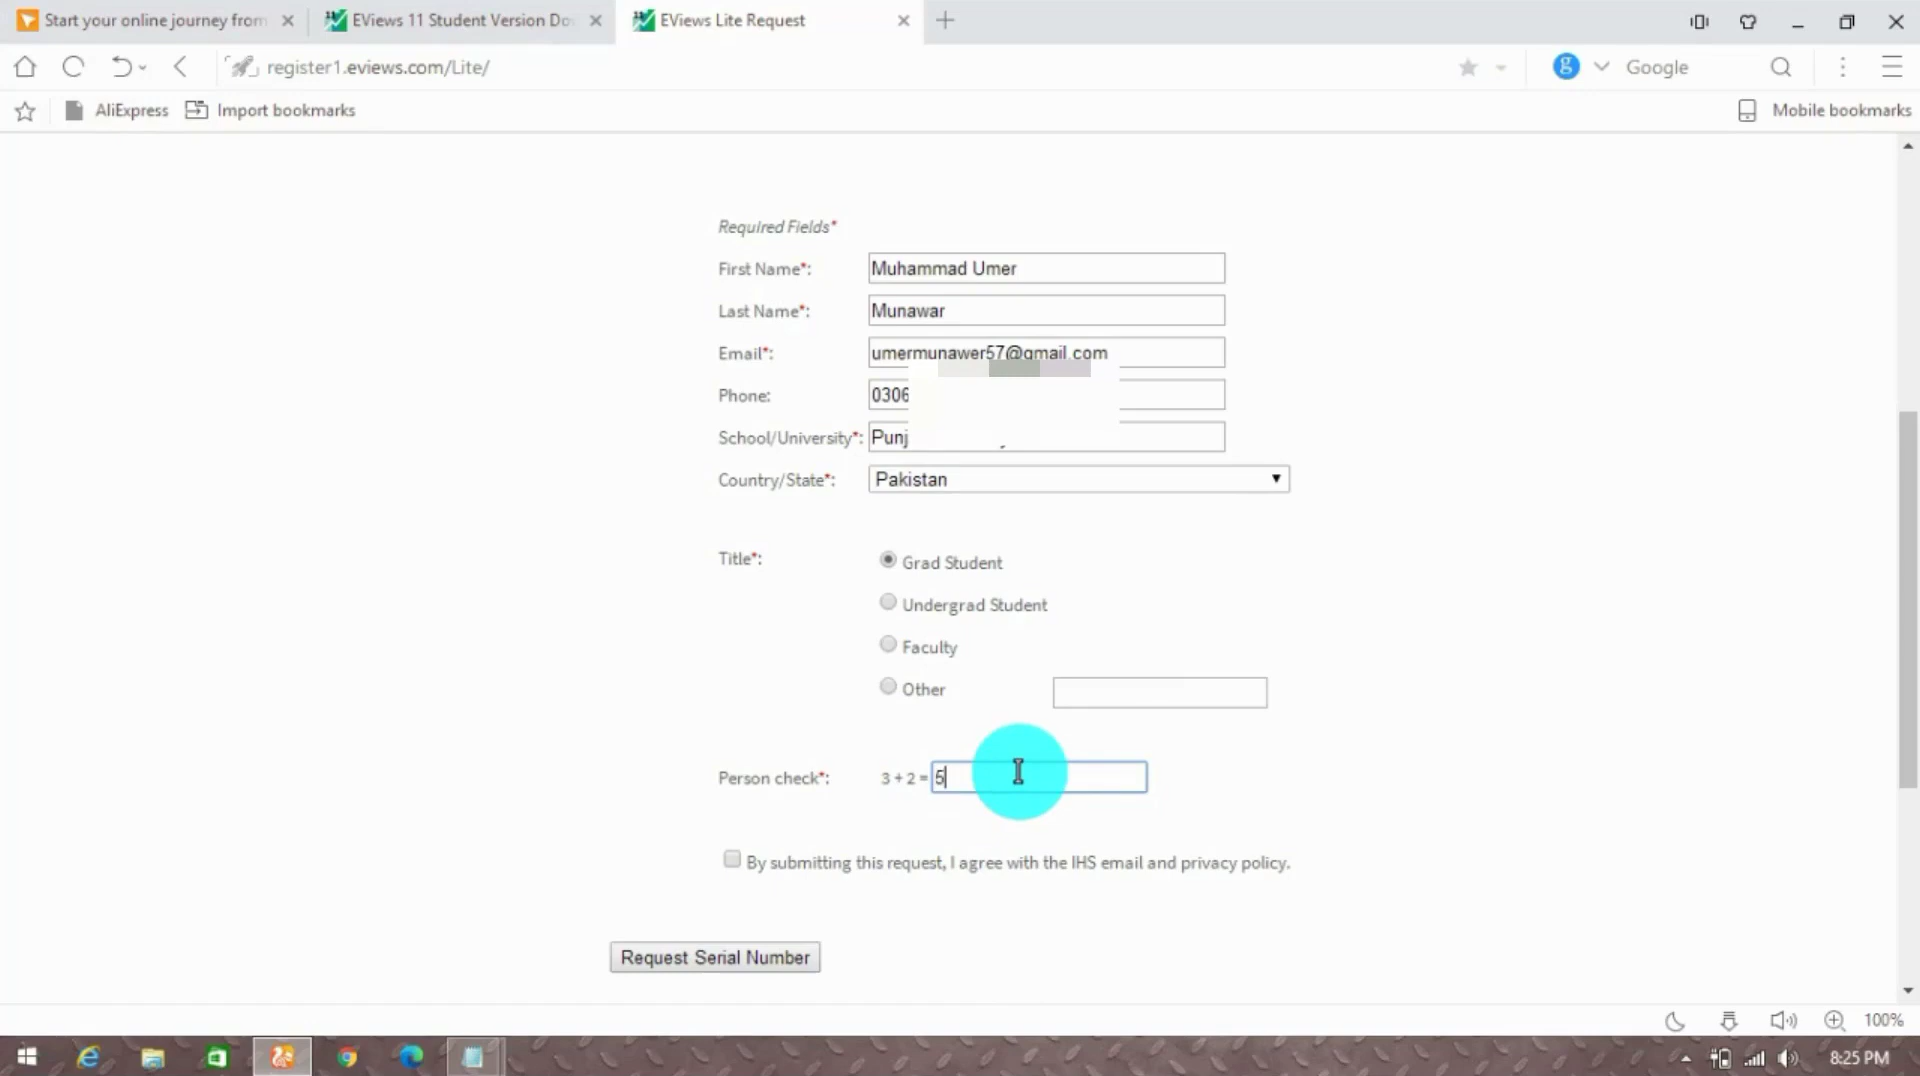 Start your online journey from
EViews 11 Student Version Do
EViews Lite Request
register1.eviews.com/Lite/
Google
AliExpress
Import bookmarks
Mobile bookmarks
Required Fields*
First Name*: Muhammad Umer
Last Name*: Munawar
Email*: umermunawer57@gmail.com
Phone: 0306
School/University*: Punj
Country/State*: Pakistan
Title*: Grad Student
Undergrad Student
Faculty
Other
Person check*: 3 + 2 = 5
By submitting this request, I agree with the IHS email and privacy policy.
Request Serial Number
100%
8:25 PM